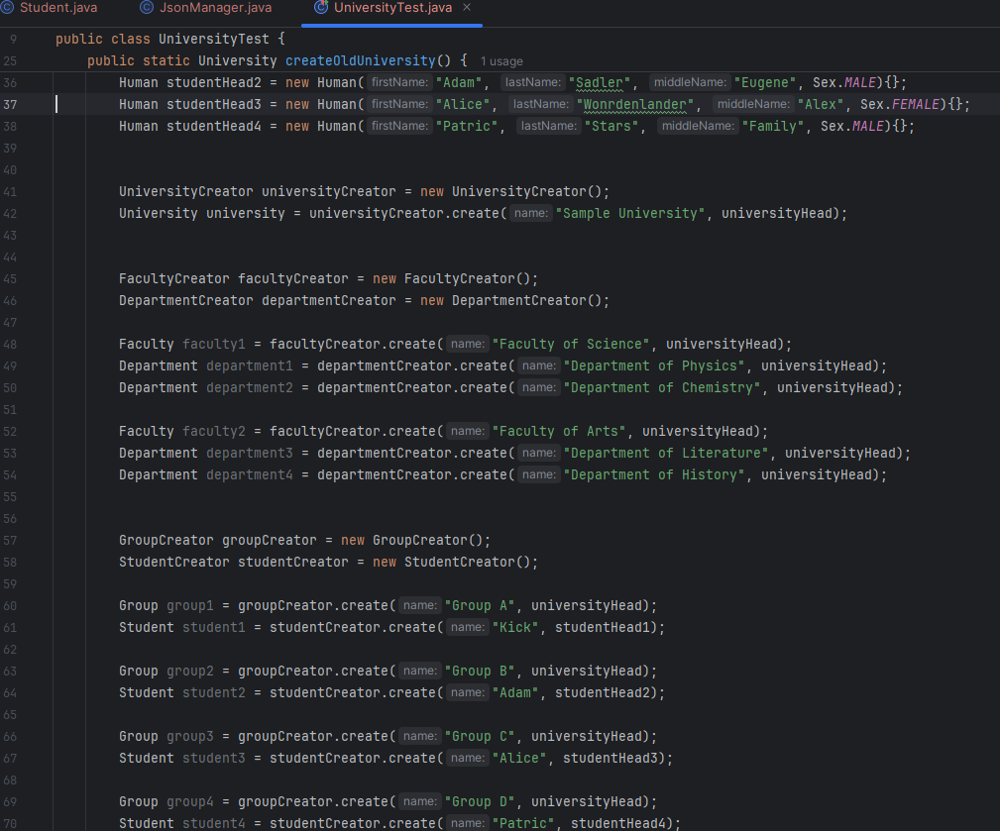 Student.java JsonManager.java UniversityTest.java ×
9 public class UniversityTest {
25 public static University createOldUniversity() { 1 usage
36 Human studentHead2 = new Human( firstName: "Adam", lastName: "Sadler", middleName: "Eugene", Sex.MALE){};
37 Human studentHead3 = new Human( firstName: "Alice", lastName: "Wonrdenlander", middleName: "Alex", Sex.FEMALE){};
38 Human studentHead4 = new Human( firstName: "Patric", lastName: "Stars", middleName: "Family", Sex.MALE){};
39
40
41 UniversityCreator universityCreator = new UniversityCreator();
42 University university = universityCreator.create( name: "Sample University", universityHead);
43
44
45 FacultyCreator facultyCreator = new FacultyCreator();
46 DepartmentCreator departmentCreator = new DepartmentCreator();
47
48 Faculty faculty1 = facultyCreator.create( name: "Faculty of Science", universityHead);
49 Department department1 = departmentCreator.create( name: "Department of Physics", universityHead);
50 Department department2 = departmentCreator.create( name: "Department of Chemistry", universityHead);
51
52 Faculty faculty2 = facultyCreator.create( name: "Faculty of Arts", universityHead);
53 Department department3 = departmentCreator.create( name: "Department of Literature", universityHead);
54 Department department4 = departmentCreator.create( name: "Department of History", universityHead);
55
56
57 GroupCreator groupCreator = new GroupCreator();
58 StudentCreator studentCreator = new StudentCreator();
59
60 Group group1 = groupCreator.create( name: "Group A", universityHead);
61 Student student1 = studentCreator.create( name: "Kick", studentHead1);
62
63 Group group2 = groupCreator.create( name: "Group B", universityHead);
64 Student student2 = studentCreator.create( name: "Adam", studentHead2);
65
66 Group group3 = groupCreator.create( name: "Group C", universityHead);
67 Student student3 = studentCreator.create( name: "Alice", studentHead3);
68
69 Group group4 = groupCreator.create( name: "Group D", universityHead);
70 Student student4 = studentCreator.create( name: "Patric", studentHead4);